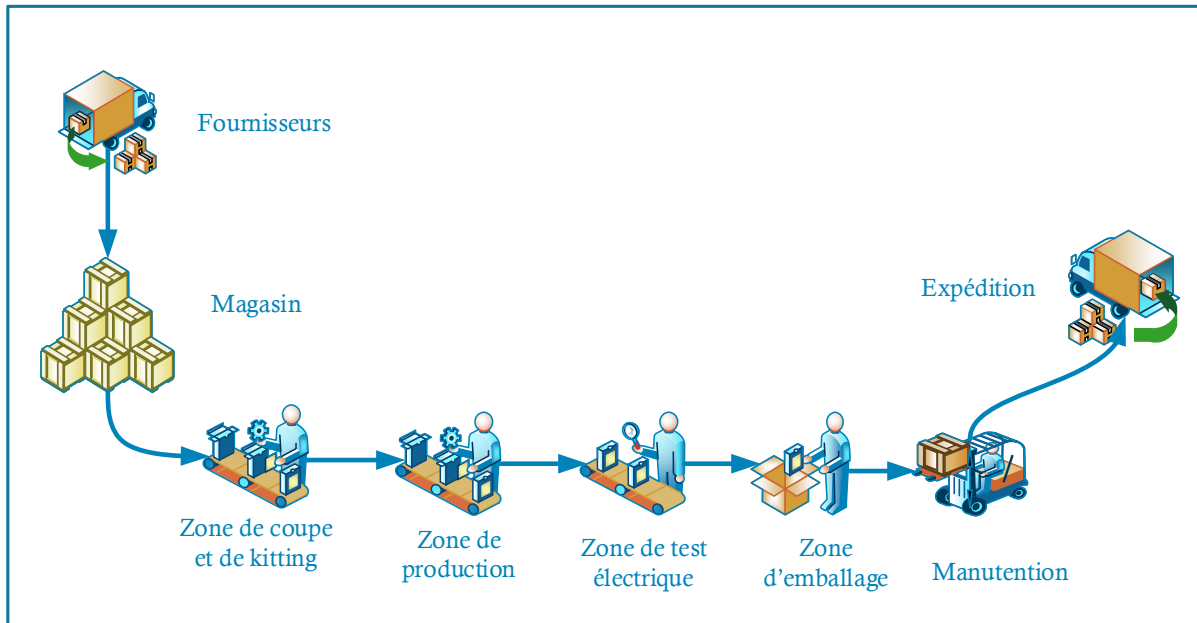 Fournisseurs
Magasin
Expédition
Zone de coupe
et de kitting
Zone de
production
Zone de test
électrique
Zone
d'emballage
Manutention